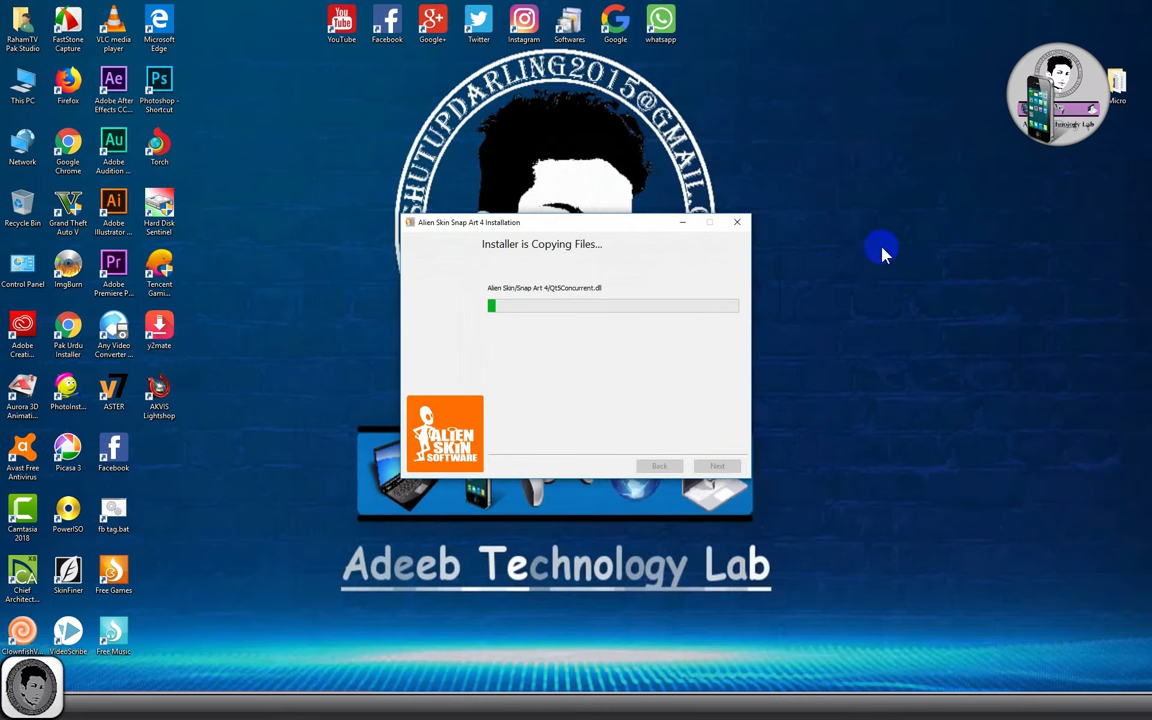 RahamTV
Pak Studio
FastStone
Capture
VLC media
player
Microsoft
Edge
YouTube
Facebook
Google+
Twitter
Instagram
Softwares
Google
whatsapp
This PC
Firefox
Adobe After
Effects CC...
Photoshop -
Shortcut
Micro
Network
Google
Chrome
Adobe
Audition ...
Torch
Recycle Bin
Grand Theft
Auto V
Adobe
Illustrator ...
Hard Disk
Sentinel
Control Panel
ImgBurn
Adobe
Premiere P...
Tencent
Gami...
Adobe
Creati...
Pak Urdu
Installer
Any Video
Converter ...
y2mate
Aurora 3D
Animati...
PhotoInst...
ASTER
AKVIS
Lightshop
Avast Free
Antivirus
Picasa 3
Facebook
Camtasia
2018
PowerISO
fb tag.bat
Chief
Architect...
SkinFiner
Free Games
ClownfishV...
VideoScribe
Free Music
SHUTUPDARLING2015@GMAIL.C
Alien Skin Snap Art 4 Installation
Installer is Copying Files...
Alien Skin/Snap Art 4/Qt5Concurrent.dll
ALIEN
SKIN
SOFTWARE
Back
Next
Adeeb Technology Lab